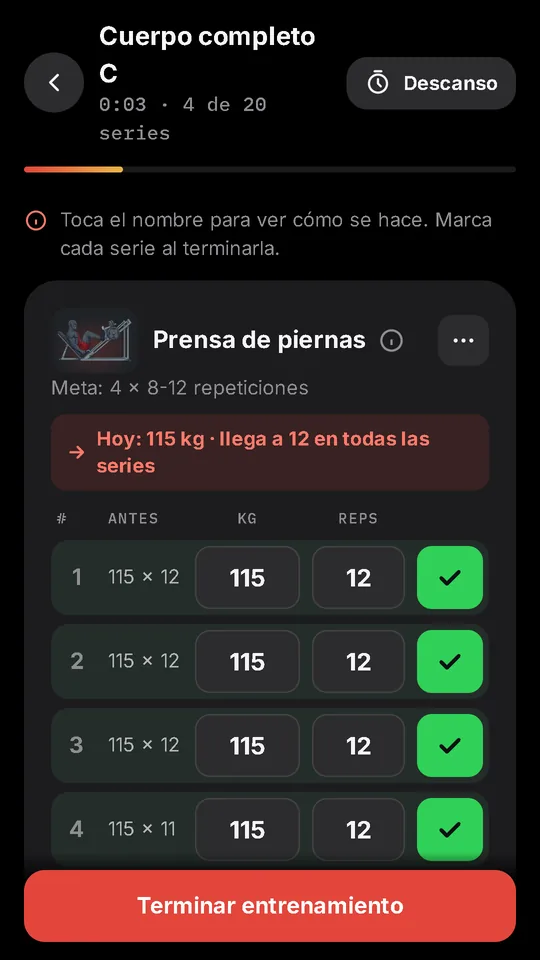 Cuerpo completo
C
0:03 · 4 de 20
series
Descanso
Toca el nombre para ver cómo se hace. Marca
cada serie al terminarla.
Prensa de piernas
Meta: 4 × 8-12 repeticiones
Hoy: 115 kg · llega a 12 en todas las
series
# ANTES KG REPS
1 115 × 12 115 12
2 115 × 12 115 12
3 115 × 12 115 12
4 115 × 11 115 12
Terminar entrenamiento